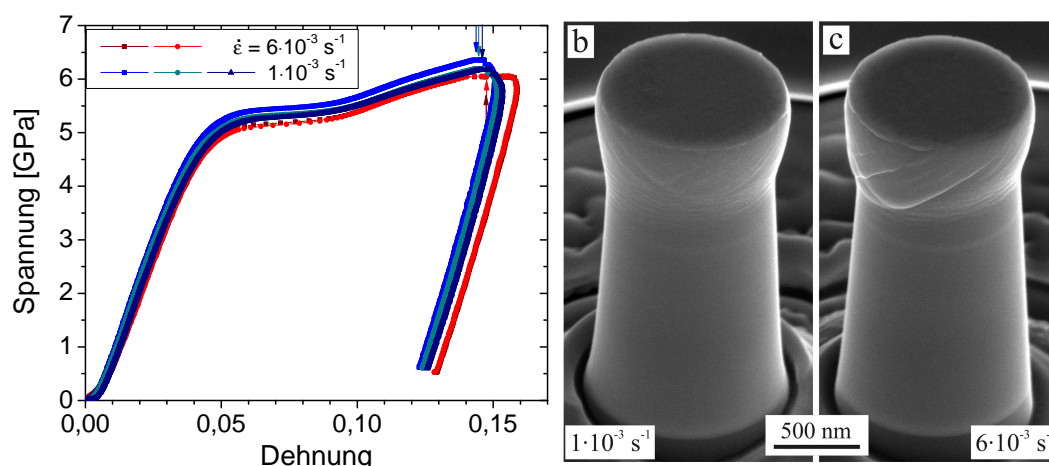 Spannung [GPa]
7
6
5
4
3
2
1
0
0,00
0,05
0,10
0,15
Dehnung
ε̇ = 6·10⁻³ s⁻¹
1·10⁻³ s⁻¹
b
1·10⁻³ s⁻¹
500 nm
c
6·10⁻³ s⁻¹